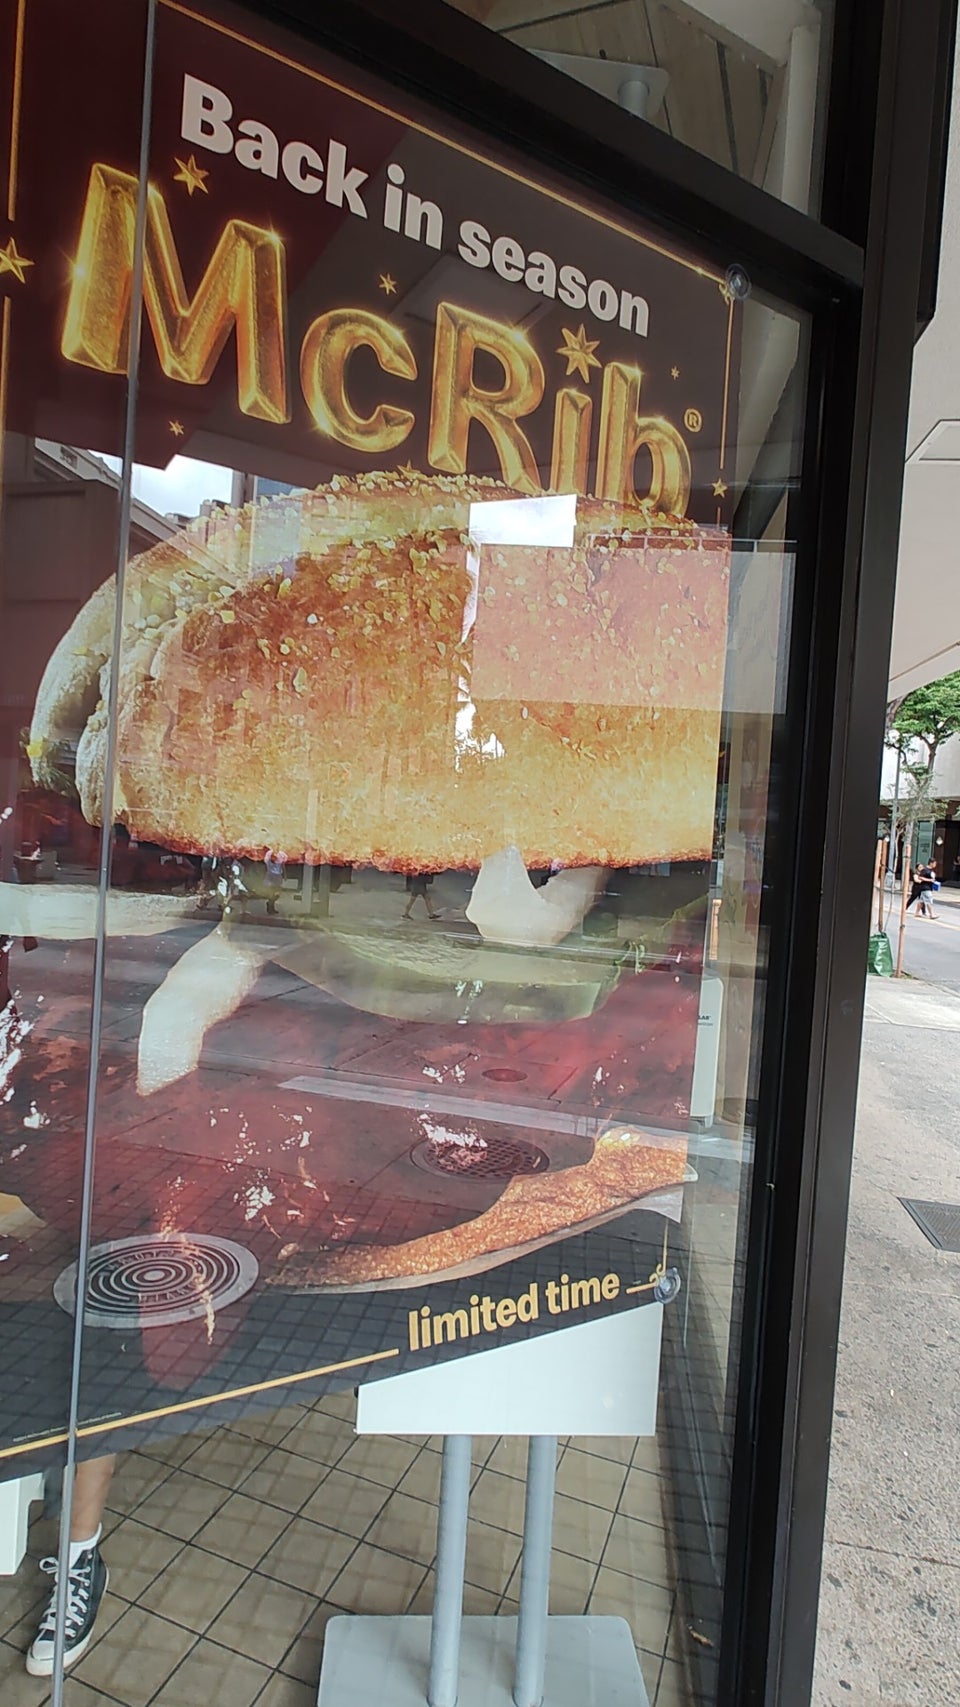 Back in season
McRib®
limited time